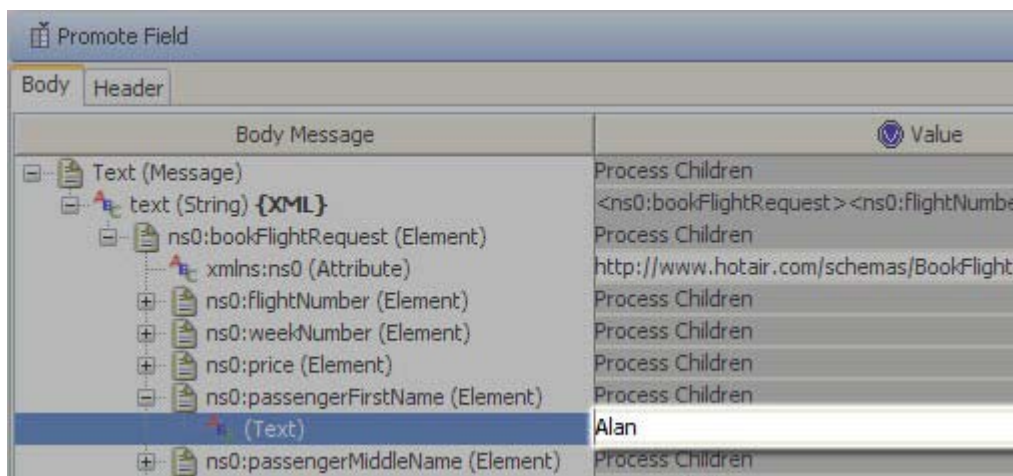 Promote Field
Body Header
Body Message Value
Text (Message) Process Children
text (String) {XML} <ns0:bookFlightRequest><ns0:flightNumbe
ns0:bookFlightRequest (Element) Process Children
xmlns:ns0 (Attribute) http://www.hotair.com/schemas/BookFlight
ns0:flightNumber (Element) Process Children
ns0:weekNumber (Element) Process Children
ns0:price (Element) Process Children
ns0:passengerFirstName (Element) Process Children
(Text) Alan
ns0:passengerMiddleName (Element) Process Children